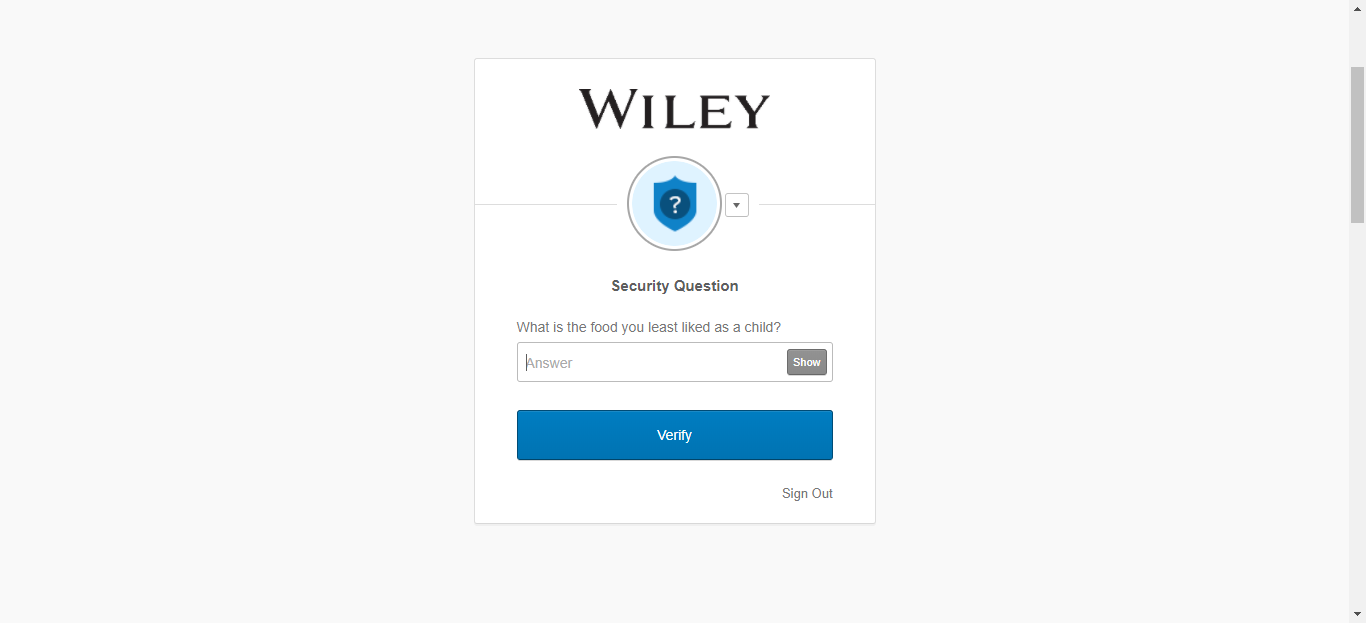 WILEY
?
Security Question
What is the food you least liked as a child?
Answer
Show
Verify
Sign Out